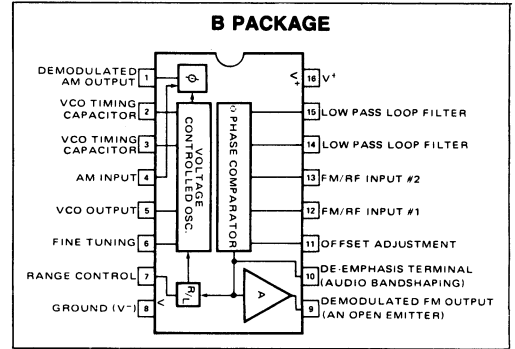 B PACKAGE
DEMODULATED
AM OUTPUT
1
VCO TIMING
CAPACITOR
2
VCO TIMING
CAPACITOR
3
AM INPUT
4
VCO OUTPUT
5
FINE TUNING
6
RANGE CONTROL
7
GROUND (V⁻)
8
ϕ
VOLTAGE
CONTROLLED OSC.
R/L
V
PHASE COMPARATOR
A
V+
16
V+
15
LOW PASS LOOP FILTER
14
LOW PASS LOOP FILTER
13
FM/RF INPUT #2
12
FM/RF INPUT #1
11
OFFSET ADJUSTMENT
10
DE-EMPHASIS TERMINAL
(AUDIO BANDSHAPING)
9
DEMODULATED FM OUTPUT
(AN OPEN EMITTER)